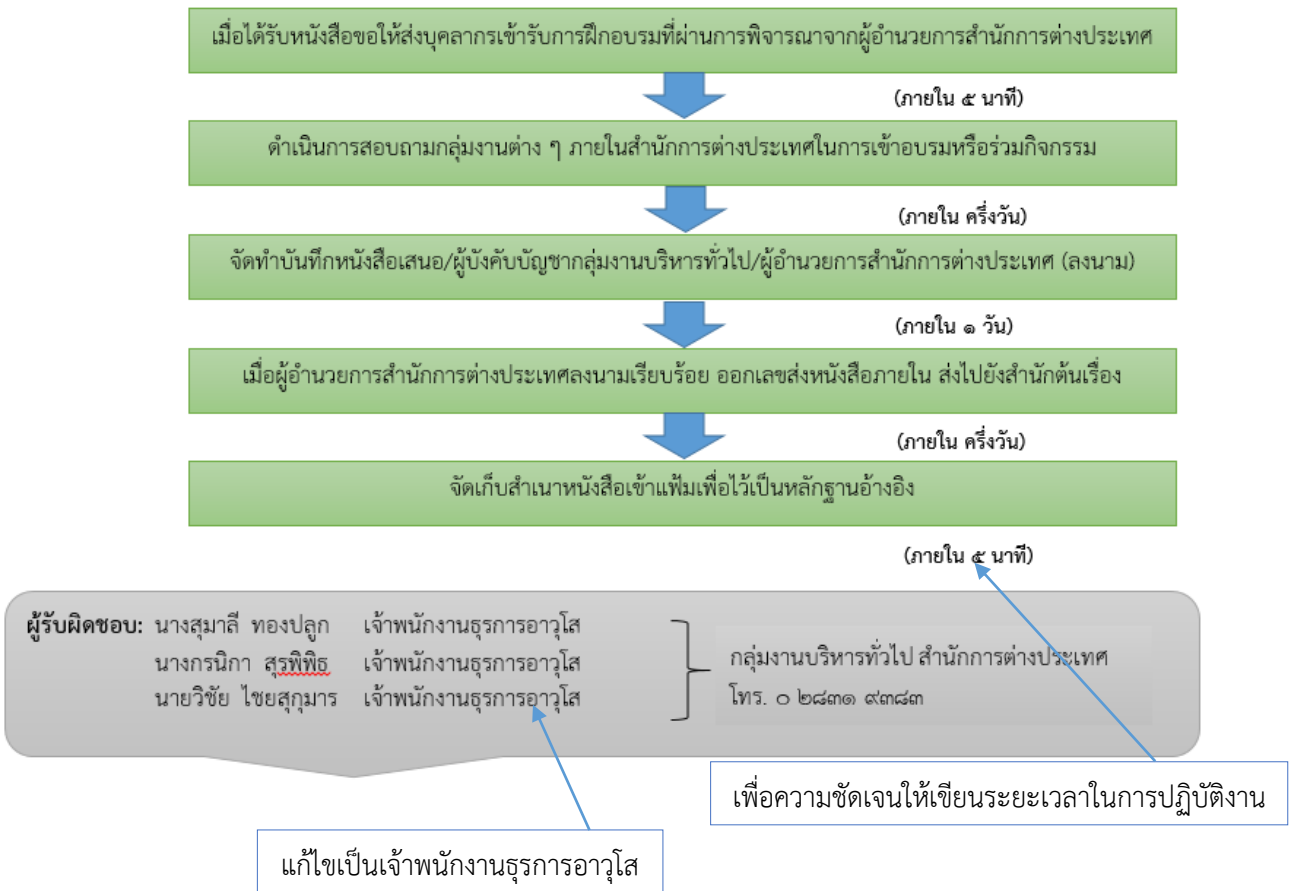 เมื่อได้รับหนังสือขอให้ส่งบุคลากรเข้ารับการฝึกอบรมที่ผ่านการพิจารณาจากผู้อำนวยการสำนักการต่างประเทศ
(ภายใน ๕ นาที)
ดำเนินการสอบถามกลุ่มงานต่าง ๆ ภายในสำนักการต่างประเทศในการเข้าอบรมหรือร่วมกิจกรรม
(ภายใน ครึ่งวัน)
จัดทำบันทึกหนังสือเสนอ/ผู้บังคับบัญชากลุ่มงานบริหารทั่วไป/ผู้อำนวยการสำนักการต่างประเทศ (ลงนาม)
(ภายใน ๑ วัน)
เมื่อผู้อำนวยการสำนักการต่างประเทศลงนามเรียบร้อย ออกเลขส่งหนังสือภายใน ส่งไปยังสำนักต้นเรื่อง
(ภายใน ครึ่งวัน)
จัดเก็บสำเนาหนังสือเข้าแฟ้มเพื่อไว้เป็นหลักฐานอ้างอิง
(ภายใน ๕ นาที)
ผู้รับผิดชอบ: นางสุมาลี ทองปลูก เจ้าพนักงานธุรการอาวุโส
นางกรนิกา สุรพิพิธ เจ้าพนักงานธุรการอาวุโส
นายวิชัย ไชยสุกุมาร เจ้าพนักงานธุรการอาวุโส
กลุ่มงานบริหารทั่วไป สำนักการต่างประเทศ
โทร. ๐ ๒๘๓๑ ๙๓๘๓
เพื่อความชัดเจนให้เขียนระยะเวลาในการปฏิบัติงาน
แก้ไขเป็นเจ้าพนักงานธุรการอาวุโส